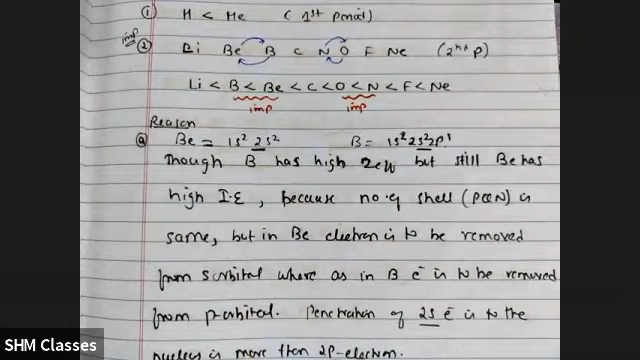 ① H < He (1st period)
imp ② Li Be B C N O F Ne (2nd p)
Li < B < Be < C < O < N < F < Ne
imp imp
Reason
ⓐ Be = 1s² 2s² B = 1s² 2s² 2p¹
Though B has high Zeff but still Be has
high I.E, because no. of shell (PQN) is
same, but in Be electron is to be removed
from s orbital where as in B e⁻ is to be removed
from p-orbital. Penetration of 2s e⁻ is to the
nucleus is more than 2p-electron.
SHM Classes